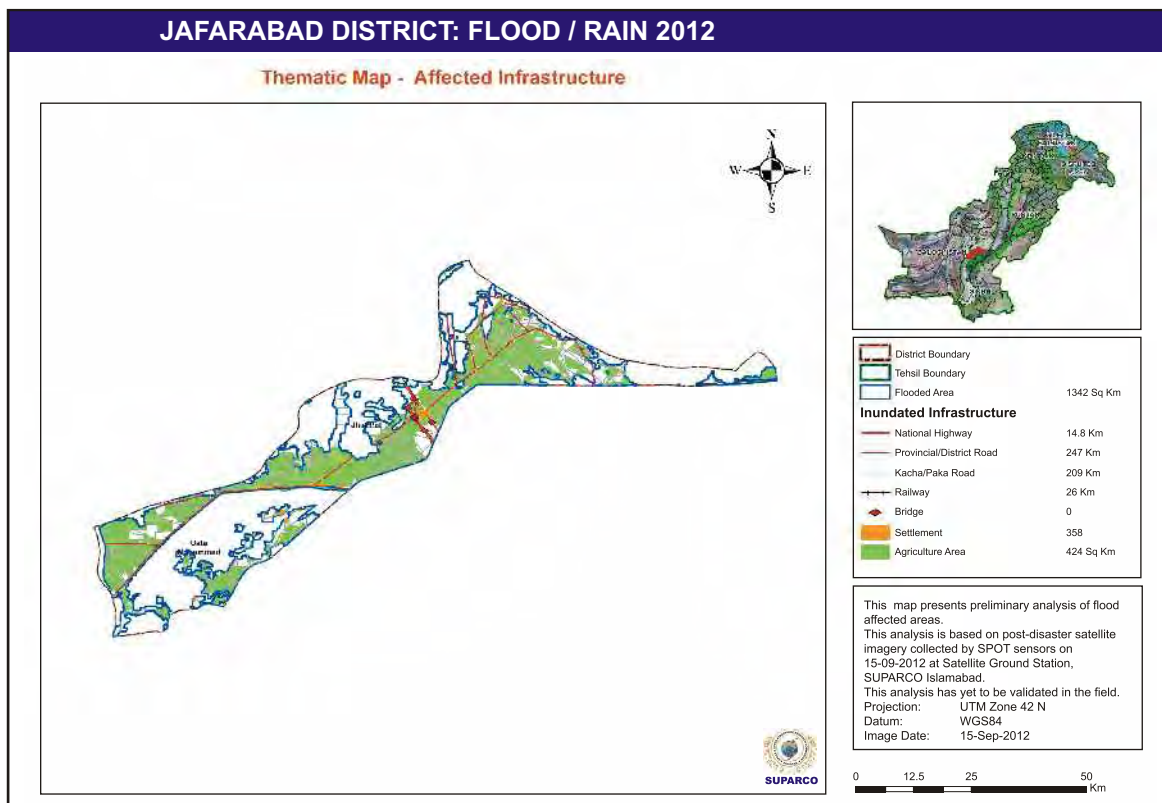 JAFARABAD DISTRICT: FLOOD / RAIN 2012
Thematic Map - Affected Infrastructure
N
W E
S
Usta
SUPARCO
District Boundary
Tehsil Boundary
Flooded Area 1342 Sq Km
Inundated Infrastructure
National Highway 14.8 Km
Provincial/District Road 247 Km
Kacha/Paka Road 209 Km
Railway 26 Km
Bridge 0
Settlement 358
Agriculture Area 424 Sq Km
This map presents preliminary analysis of flood
affected areas.
This analysis is based on post-disaster satellite
imagery collected by SPOT sensors on
15-09-2012 at Satellite Ground Station,
SUPARCO Islamabad.
This analysis has yet to be validated in the field.
Projection: UTM Zone 42 N
Datum: WGS84
Image Date: 15-Sep-2012
0 12.5 25 50
Km